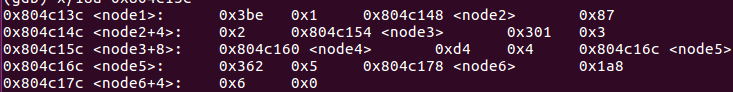 0x804c13c <node1>: 0x3be 0x1 0x804c148 <node2> 0x87
0x804c14c <node2+4>: 0x2 0x804c154 <node3> 0x301 0x3
0x804c15c <node3+8>: 0x804c160 <node4> 0xd4 0x4 0x804c16c <node5>
0x804c16c <node5>: 0x362 0x5 0x804c178 <node6> 0x1a8
0x804c17c <node6+4>: 0x6 0x0